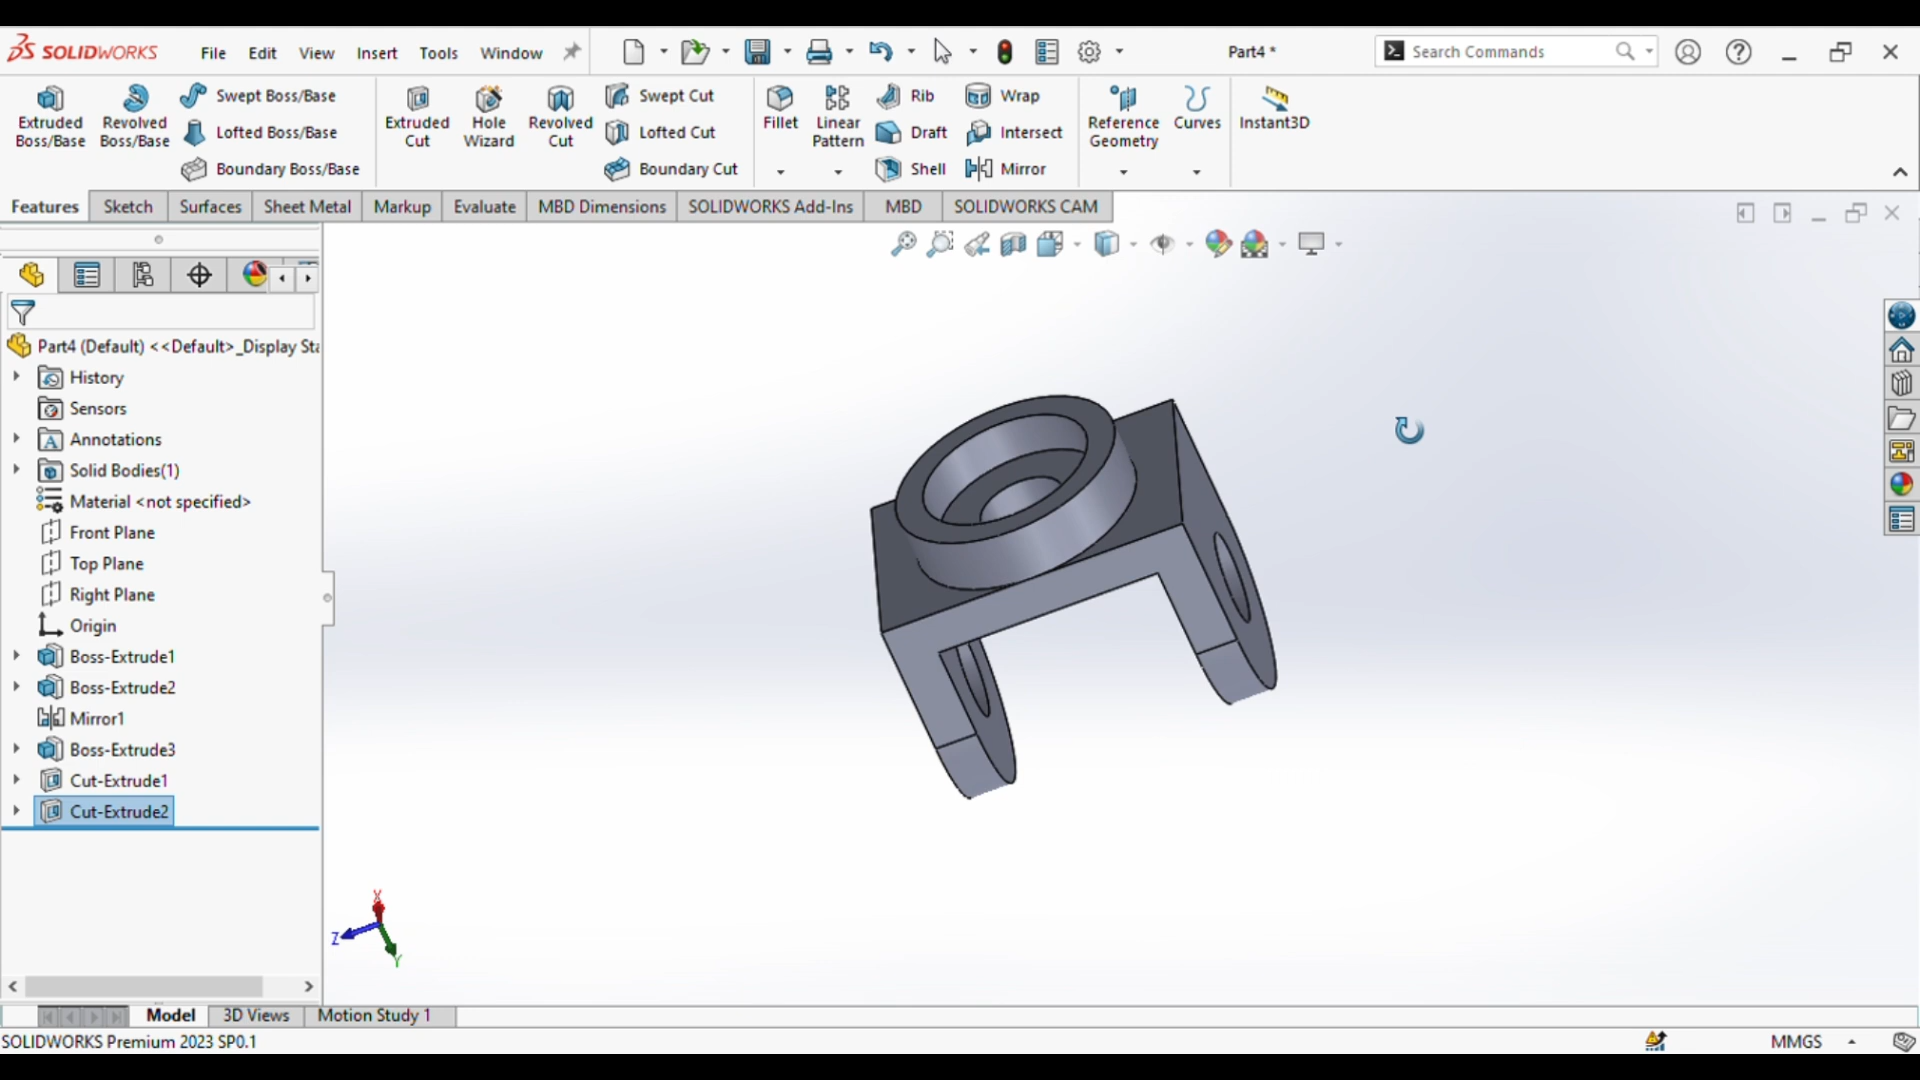 SOLIDWORKS File Edit View Insert Tools Window Part4 * Search Commands
Extruded Boss/Base
Revolved Boss/Base
Swept Boss/Base
Lofted Boss/Base
Boundary Boss/Base
Extruded Cut
Hole Wizard
Revolved Cut
Swept Cut
Lofted Cut
Boundary Cut
Fillet
Linear Pattern
Rib
Draft
Shell
Wrap
Intersect
Mirror
Reference Geometry
Curves
Instant3D
Features Sketch Surfaces Sheet Metal Markup Evaluate MBD Dimensions SOLIDWORKS Add-Ins MBD SOLIDWORKS CAM
Part4 (Default) <<Default>_Display Sta
History
Sensors
Annotations
Solid Bodies(1)
Material <not specified>
Front Plane
Top Plane
Right Plane
Origin
Boss-Extrude1
Boss-Extrude2
Mirror1
Boss-Extrude3
Cut-Extrude1
Cut-Extrude2
X
Z
Y
Model 3D Views Motion Study 1
SOLIDWORKS Premium 2023 SP0.1 MMGS